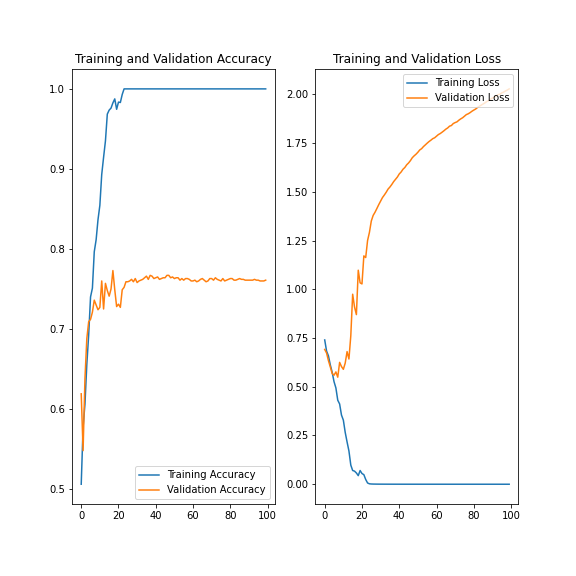 Training and Validation Accuracy
1.0
0.9
0.8
0.7
0.6
0.5
0 20 40 60 80 100
Training Accuracy
Validation Accuracy
Training and Validation Loss
2.00
1.75
1.50
1.25
1.00
0.75
0.50
0.25
0.00
0 20 40 60 80 100
Training Loss
Validation Loss